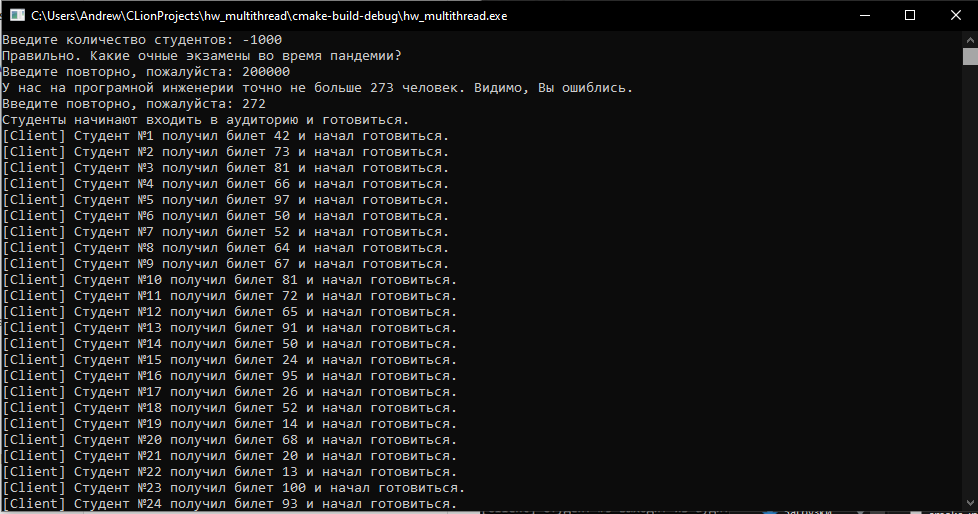 C:\Users\Andrew\CLionProjects\hw_multithread\cmake-build-debug\hw_multithread.exe
Введите количество студентов: -1000
Правильно. Какие очные экзамены во время пандемии?
Введите повторно, пожалуйста: 200000
У нас на програмной инженерии точно не больше 273 человек. Видимо, Вы ошиблись.
Введите повторно, пожалуйста: 272
Студенты начинают входить в аудиторию и готовиться.
[Client] Студент №1 получил билет 42 и начал готовиться.
[Client] Студент №2 получил билет 73 и начал готовиться.
[Client] Студент №3 получил билет 81 и начал готовиться.
[Client] Студент №4 получил билет 66 и начал готовиться.
[Client] Студент №5 получил билет 97 и начал готовиться.
[Client] Студент №6 получил билет 50 и начал готовиться.
[Client] Студент №7 получил билет 52 и начал готовиться.
[Client] Студент №8 получил билет 64 и начал готовиться.
[Client] Студент №9 получил билет 67 и начал готовиться.
[Client] Студент №10 получил билет 81 и начал готовиться.
[Client] Студент №11 получил билет 72 и начал готовиться.
[Client] Студент №12 получил билет 65 и начал готовиться.
[Client] Студент №13 получил билет 91 и начал готовиться.
[Client] Студент №14 получил билет 50 и начал готовиться.
[Client] Студент №15 получил билет 24 и начал готовиться.
[Client] Студент №16 получил билет 95 и начал готовиться.
[Client] Студент №17 получил билет 26 и начал готовиться.
[Client] Студент №18 получил билет 52 и начал готовиться.
[Client] Студент №19 получил билет 14 и начал готовиться.
[Client] Студент №20 получил билет 68 и начал готовиться.
[Client] Студент №21 получил билет 20 и начал готовиться.
[Client] Студент №22 получил билет 13 и начал готовиться.
[Client] Студент №23 получил билет 100 и начал готовиться.
[Client] Студент №24 получил билет 93 и начал готовиться.